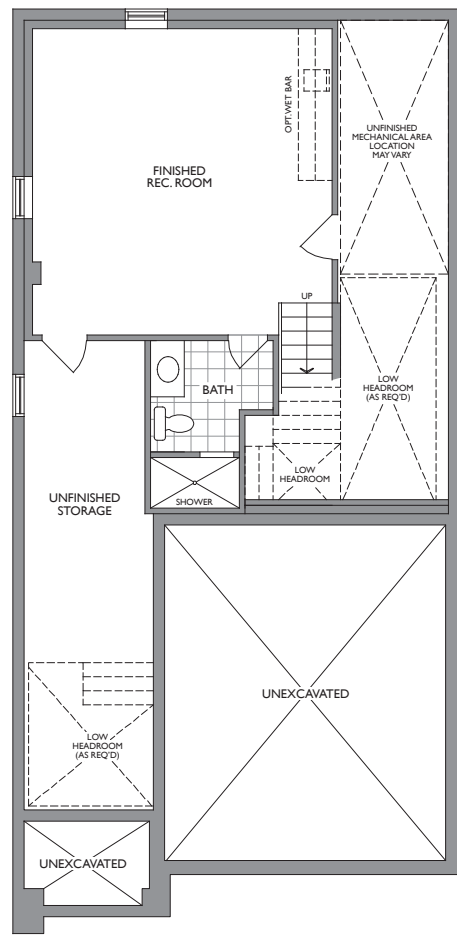 OPT. WET BAR
UNFINISHED
MECHANICAL AREA
LOCATION
MAY VARY
FINISHED
REC. ROOM
UP
LOW
HEADROOM
(AS REQ'D)
BATH
LOW
HEADROOM
SHOWER
UNFINISHED
STORAGE
UNEXCAVATED
LOW
HEADROOM
(AS REQ'D)
UNEXCAVATED